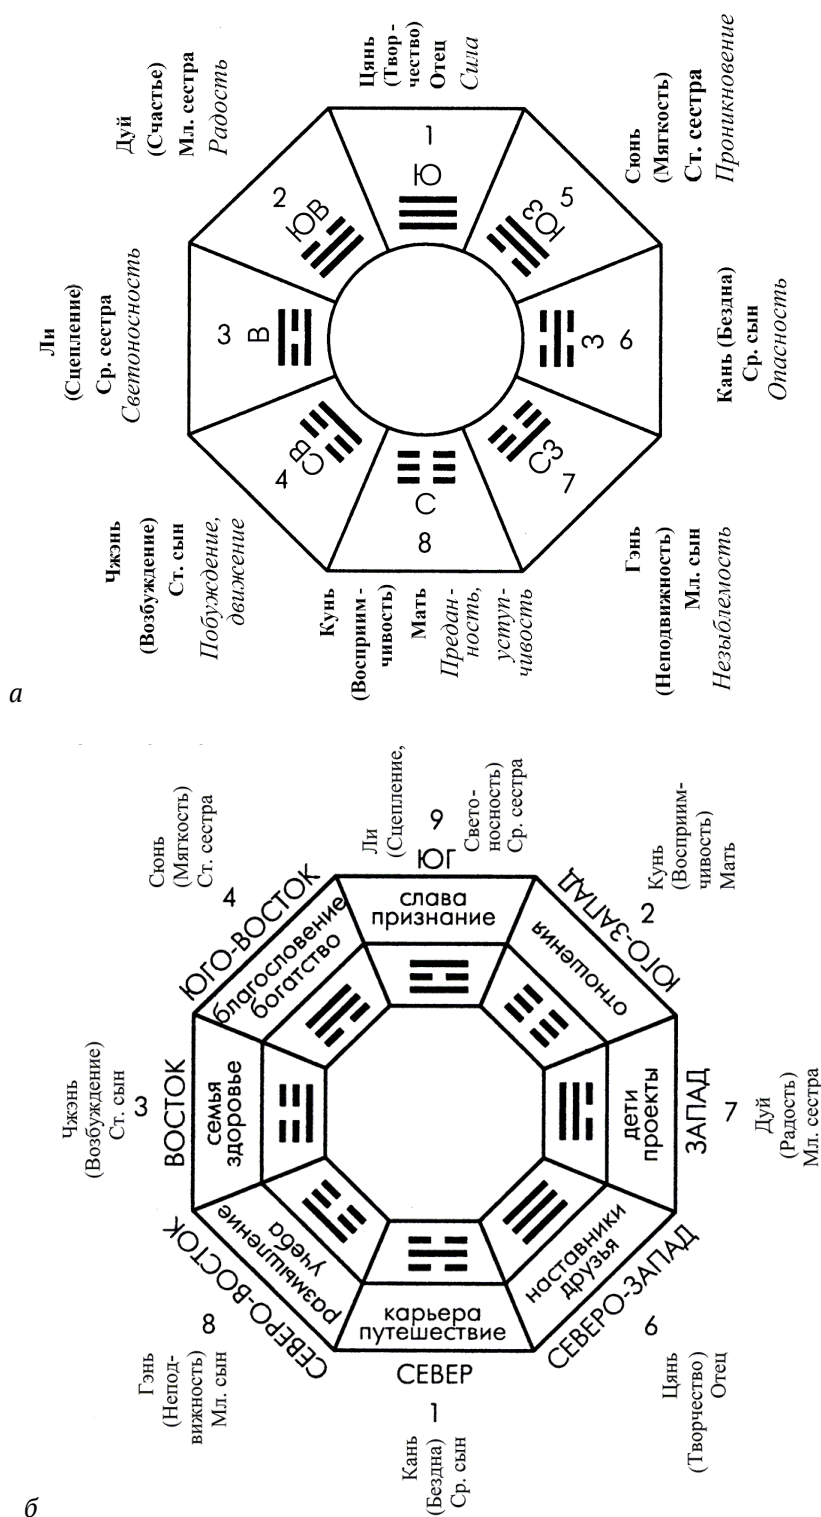 Цянь
(Твор-
чество)
Отец
Сила
Дуй
(Счастье)
Мл. сестра
Радость
Сюнь
(Мягкость)
Ст. сестра
Проникновение
1
Ю
2
ЮВ
5
ЮЗ
Ли
(Сцепление)
Ср. сестра
Светоносность
3
В
З
6
Кань (Бездна)
Ср. сын
Опасность
4
СВ
С
8
СЗ
7
Чжэнь
(Возбуждение)
Ст. сын
Побуждение,
движение
Кунь
(Восприим-
чивость)
Мать
Предан-
ность,
уступ-
чивость
Гэнь
(Неподвижность)
Мл. сын
Незыблемость
а
Сюнь
(Мягкость)
Ст. сестра
4
Ли
(Сцепление,
9
Свето-
носность)
Ср. сестра
Кунь
(Восприим-
чивость)
Мать
2
ЮГО-ВОСТОК
ЮГ
ЮГО-ЗАПАД
благословение
богатство
слава
признание
отношения
Чжэнь
(Возбуждение)
Ст. сын
3
ВОСТОК
семья
здоровье
дети
проекты
ЗАПАД
7
Дуй
(Радость)
Мл. сестра
размышление
учеба
карьера
путешествие
наставники
друзья
СЕВЕРО-ВОСТОК
СЕВЕР
СЕВЕРО-ЗАПАД
8
Гэнь
(Непод-
вижность)
Мл. сын
1
Кань
(Бездна)
Ср. сын
6
Цянь
(Творчество)
Отец
б